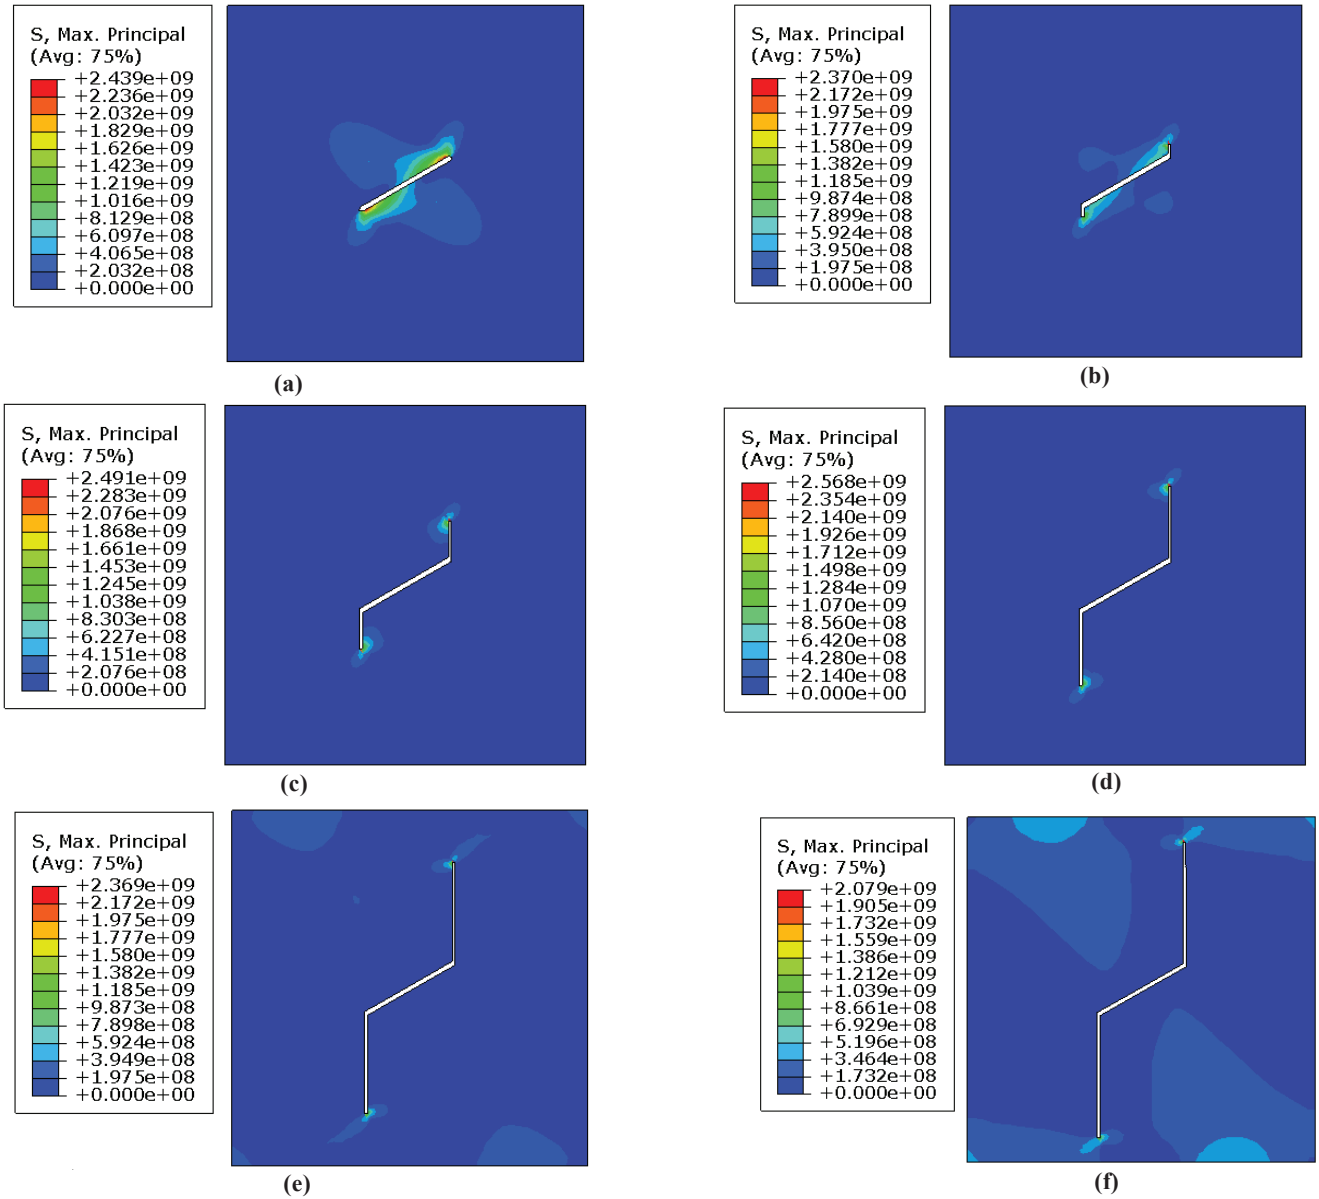 S, Max. Principal
(Avg: 75%)
+2.439e+09
+2.236e+09
+2.032e+09
+1.829e+09
+1.626e+09
+1.423e+09
+1.219e+09
+1.016e+09
+8.129e+08
+6.097e+08
+4.065e+08
+2.032e+08
+0.000e+00
(a)
S, Max. Principal
(Avg: 75%)
+2.370e+09
+2.172e+09
+1.975e+09
+1.777e+09
+1.580e+09
+1.382e+09
+1.185e+09
+9.874e+08
+7.899e+08
+5.924e+08
+3.950e+08
+1.975e+08
+0.000e+00
(b)
S, Max. Principal
(Avg: 75%)
+2.491e+09
+2.283e+09
+2.076e+09
+1.868e+09
+1.661e+09
+1.453e+09
+1.245e+09
+1.038e+09
+8.303e+08
+6.227e+08
+4.151e+08
+2.076e+08
+0.000e+00
(c)
S, Max. Principal
(Avg: 75%)
+2.568e+09
+2.354e+09
+2.140e+09
+1.926e+09
+1.712e+09
+1.498e+09
+1.284e+09
+1.070e+09
+8.560e+08
+6.420e+08
+4.280e+08
+2.140e+08
+0.000e+00
(d)
S, Max. Principal
(Avg: 75%)
+2.369e+09
+2.172e+09
+1.975e+09
+1.777e+09
+1.580e+09
+1.382e+09
+1.185e+09
+9.873e+08
+7.898e+08
+5.924e+08
+3.949e+08
+1.975e+08
+0.000e+00
(e)
S, Max. Principal
(Avg: 75%)
+2.079e+09
+1.905e+09
+1.732e+09
+1.559e+09
+1.386e+09
+1.212e+09
+1.039e+09
+8.661e+08
+6.929e+08
+5.196e+08
+3.464e+08
+1.732e+08
+0.000e+00
(f)